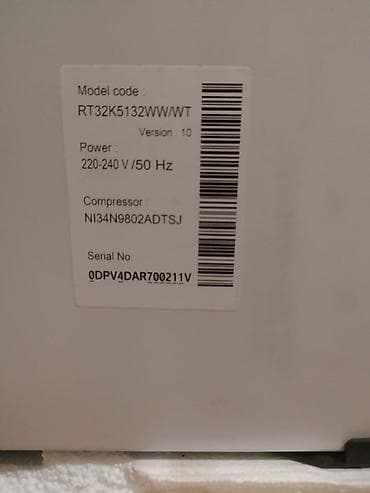 Model code :
RT32K5132WW/WT
Version 10
Power :
220-240 V /50 Hz
Compressor :
NI34N9802ADTSJ
Serial No.
0DPV4DAR700211V